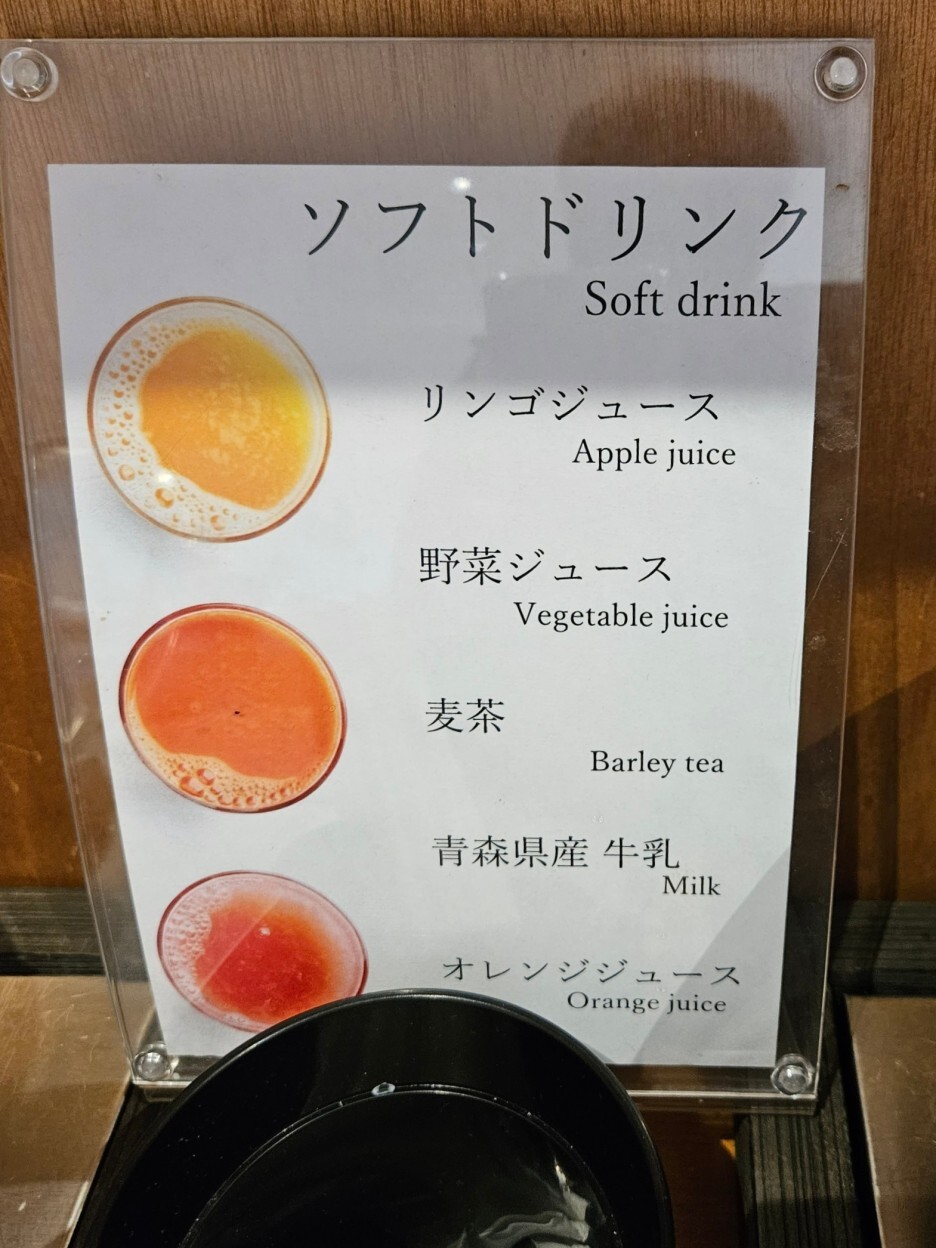 ソフトドリンク
Soft drink
リンゴジュース
Apple juice
野菜ジュース
Vegetable juice
麦茶
Barley tea
青森県産 牛乳
Milk
オレンジジュース
Orange juice